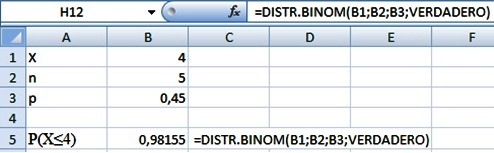 H12 fx =DISTR.BINOM(B1;B2;B3;VERDADERO)
A B C D E F
1 X 4
2 n 5
3 p 0,45
4
5 P(X≤4) 0,98155 =DISTR.BINOM(B1;B2;B3;VERDADERO)